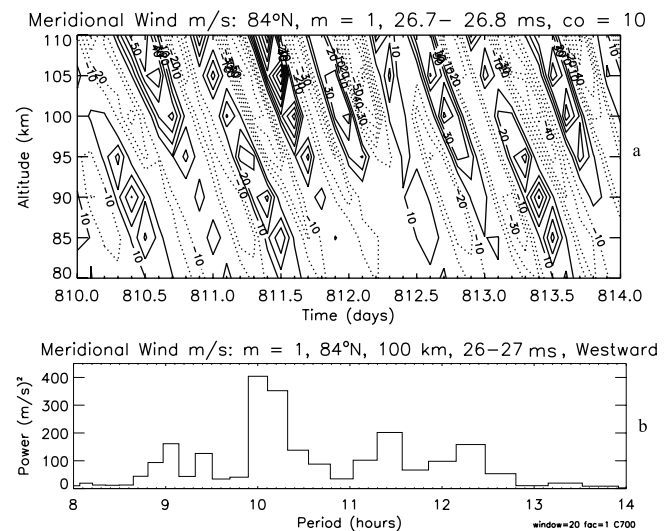 Meridional Wind m/s: 84°N, m = 1, 26.7– 26.8 ms, co = 10
110
105
100
95
90
85
80
Altitude (km)
a
810.0 810.5 811.0 811.5 812.0 812.5 813.0 813.5 814.0
Time (days)
Meridional Wind m/s: m = 1, 84°N, 100 km, 26–27 ms , Westward
400
300
200
100
0
Power (m/s)²
b
8 9 10 11 12 13 14
Period (hours)
window=20 fac=1 C700